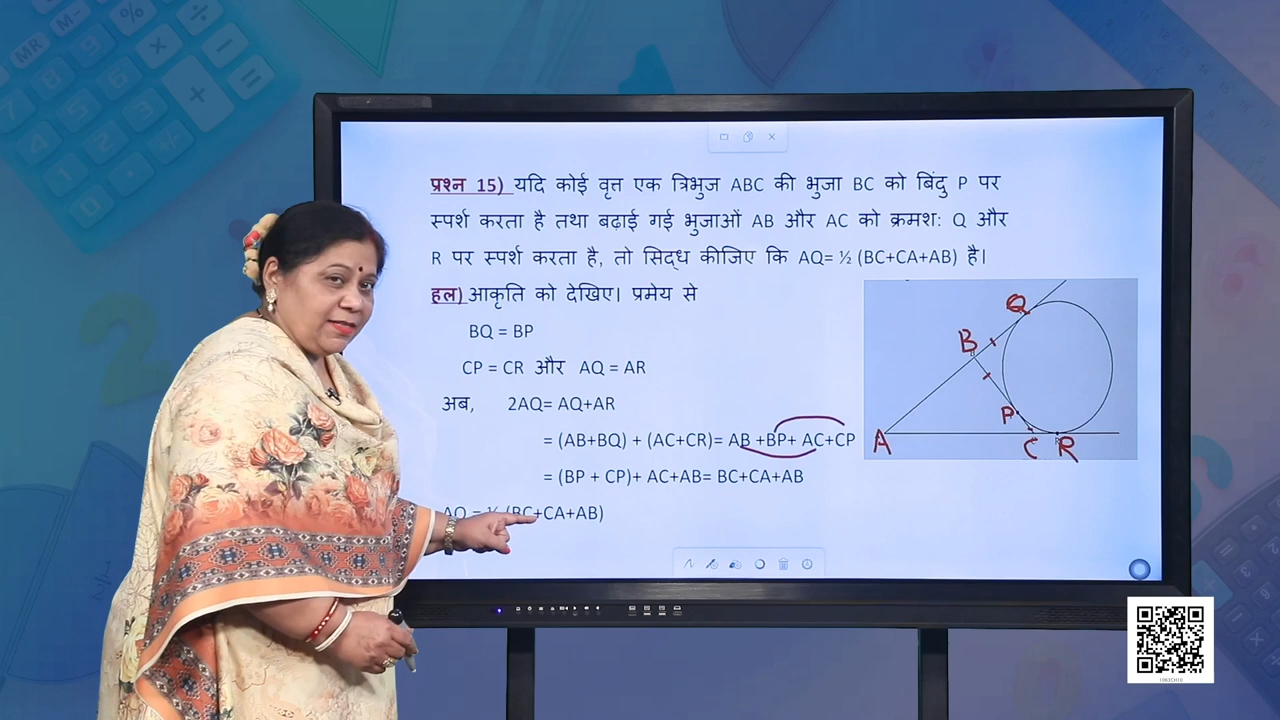 प्रश्न 15) यदि कोई वृत्त एक त्रिभुज ABC की भुजा BC को बिंदु P पर
स्पर्श करता है तथा बढ़ाई गई भुजाओं AB और AC को क्रमश: Q और
R पर स्पर्श करता है, तो सिद्ध कीजिए कि AQ= ½ (BC+CA+AB) है।
हल) आकृति को देखिए। प्रमेय से
BQ = BP
CP = CR और AQ = AR
अब, 2AQ= AQ+AR
= (AB+BQ) + (AC+CR)= AB +BP+ AC+CP
= (BP + CP)+ AC+AB= BC+CA+AB
AQ = ½ (BC+CA+AB)
Q
B
P
A
C
R
MR
M-
%
÷
2